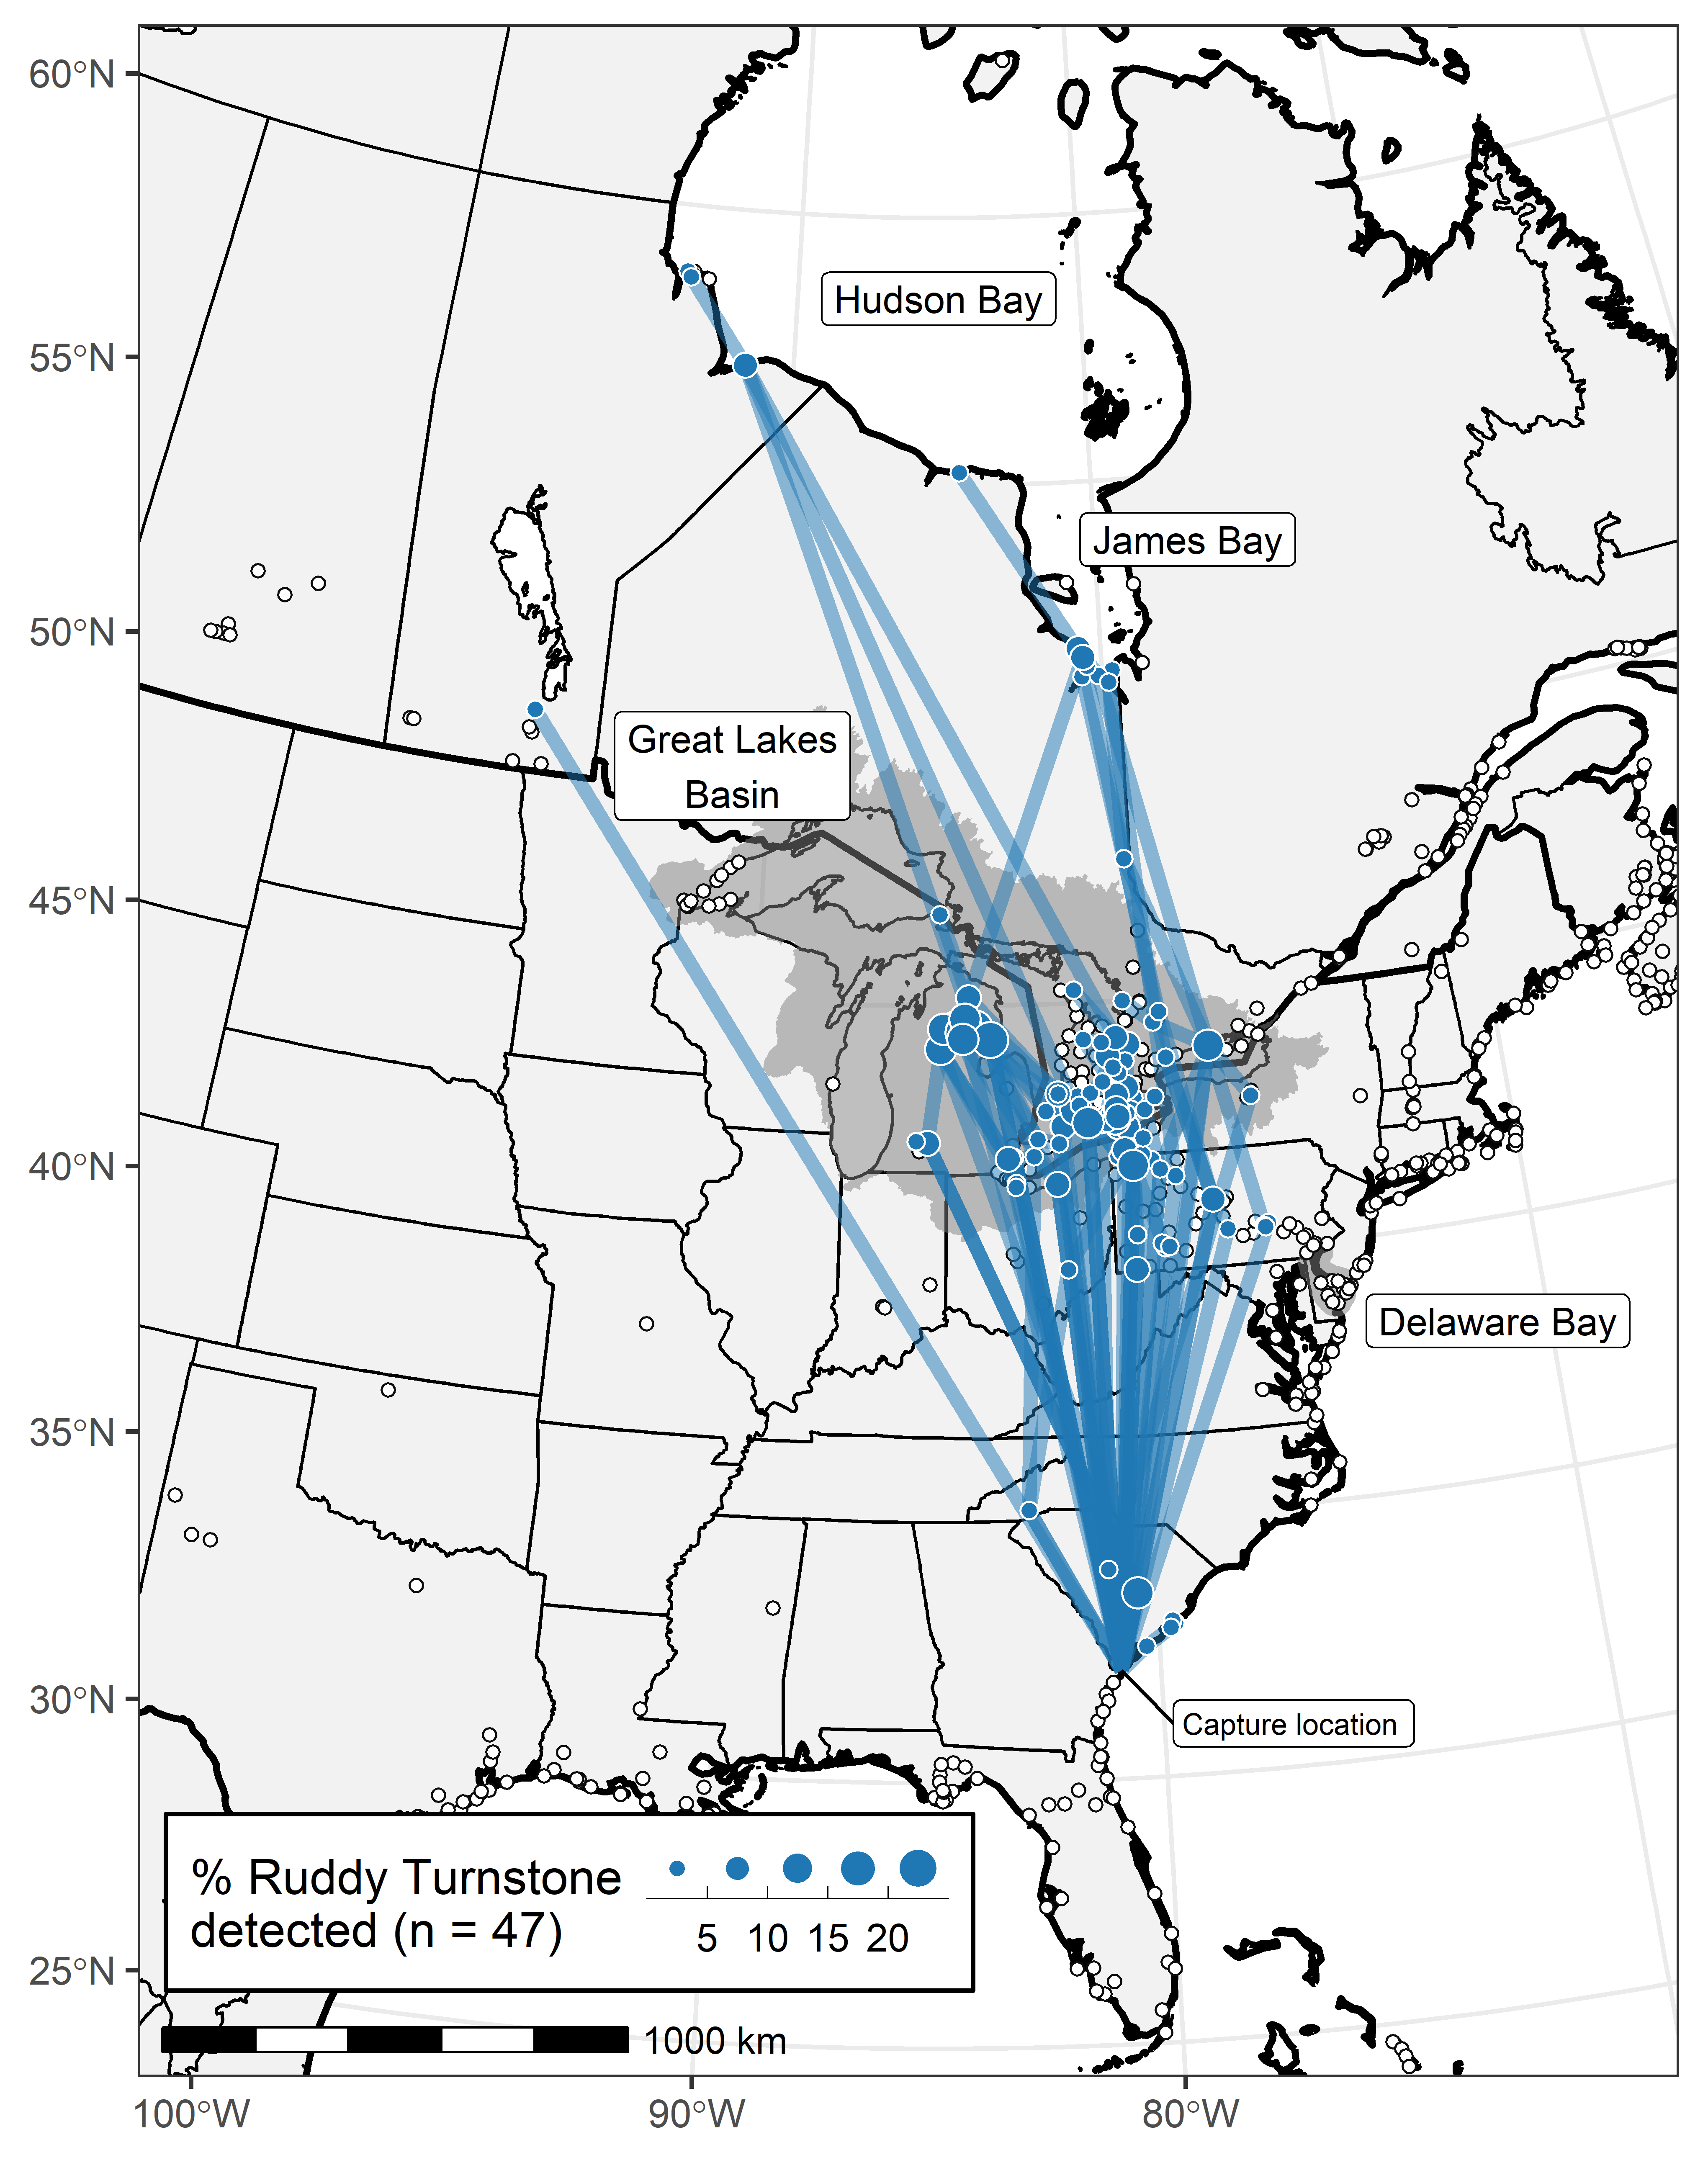 60°N
55°N
50°N
45°N
40°N
35°N
30°N
25°N
Hudson Bay
James Bay
Great Lakes
Basin
Delaware Bay
Capture location
% Ruddy Turnstone
detected (n = 47)
5 10 15 20
1000 km
100°W 90°W 80°W